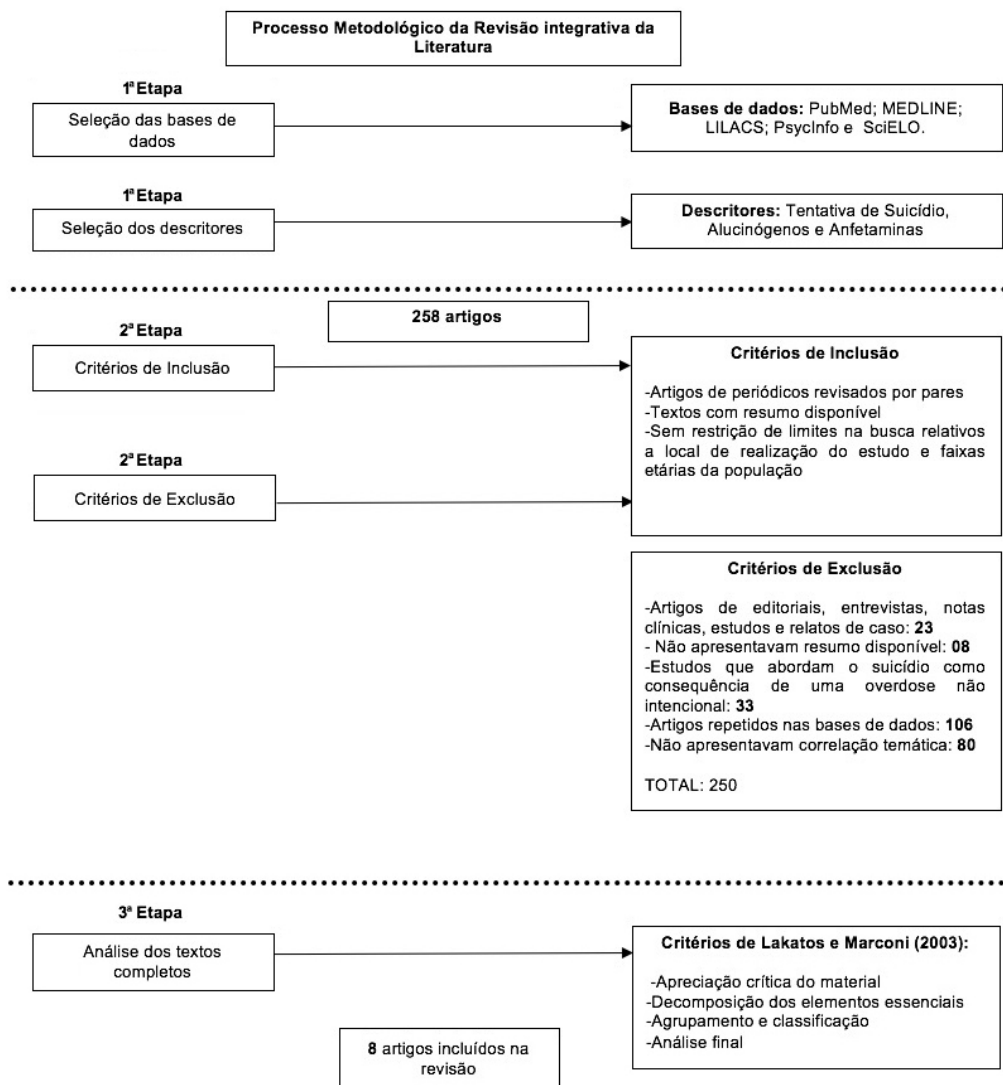 Processo Metodológico da Revisão integrativa da
Literatura
1ª Etapa
Seleção das bases de
dados
Bases de dados: PubMed; MEDLINE;
LILACS; PsycInfo e SciELO.
1ª Etapa
Seleção dos descritores
Descritores: Tentativa de Suicídio,
Alucinógenos e Anfetaminas
258 artigos
2ª Etapa
Critérios de Inclusão
Critérios de Inclusão
-Artigos de periódicos revisados por pares
-Textos com resumo disponível
-Sem restrição de limites na busca relativos
a local de realização do estudo e faixas
etárias da população
2ª Etapa
Critérios de Exclusão
Critérios de Exclusão
-Artigos de editoriais, entrevistas, notas
clínicas, estudos e relatos de caso: 23
- Não apresentavam resumo disponível: 08
-Estudos que abordam o suicídio como
consequência de uma overdose não
intencional: 33
-Artigos repetidos nas bases de dados: 106
-Não apresentavam correlação temática: 80
TOTAL: 250
3ª Etapa
Análise dos textos
completos
Critérios de Lakatos e Marconi (2003):
-Apreciação crítica do material
-Decomposição dos elementos essenciais
-Agrupamento e classificação
-Análise final
8 artigos incluídos na
revisão